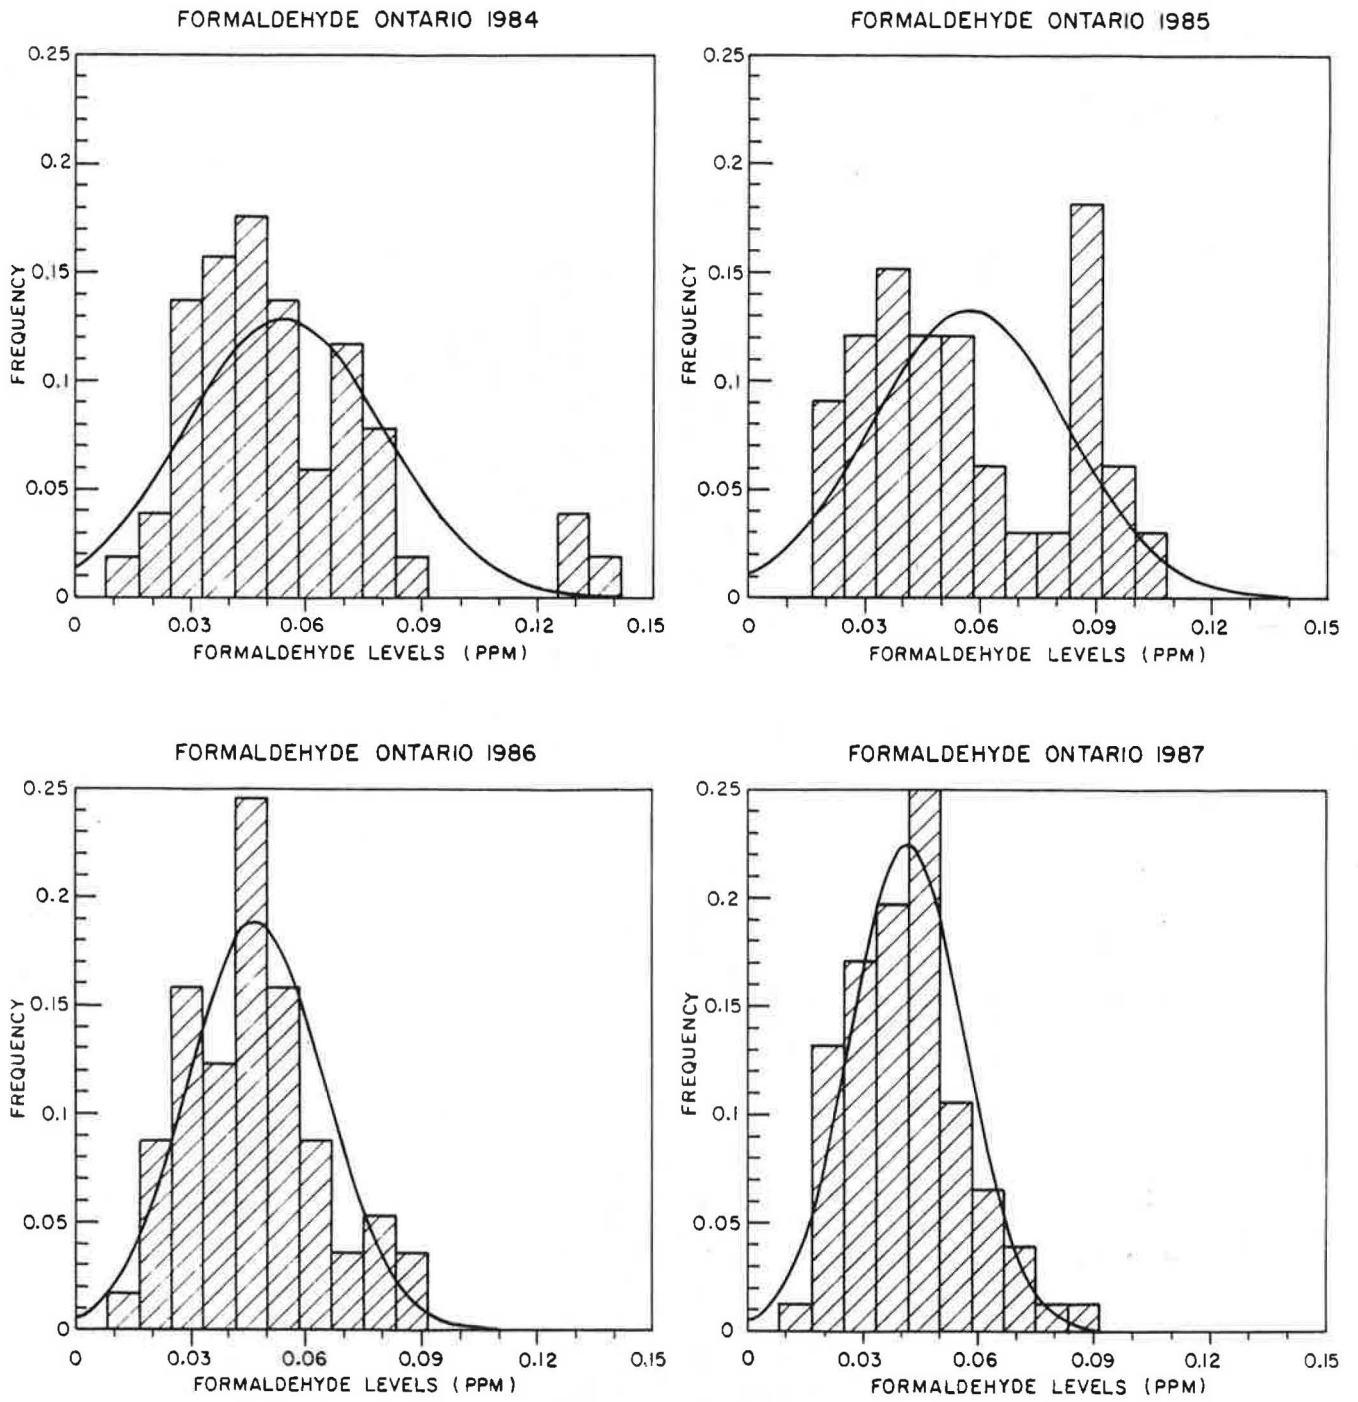 FORMALDEHYDE ONTARIO 1984
0.25
0.2
0.15
0.1
0.05
0
FREQUENCY
0 0.03 0.06 0.09 0.12 0.15
FORMALDEHYDE LEVELS (PPM)
FORMALDEHYDE ONTARIO 1985
0.25
0.2
0.15
0.1
0.05
0
FREQUENCY
0 0.03 0.06 0.09 0.12 0.15
FORMALDEHYDE LEVELS (PPM)
FORMALDEHYDE ONTARIO 1986
0.25
0.2
0.15
0.1
0.05
0
FREQUENCY
0 0.03 0.06 0.09 0.12 0.15
FORMALDEHYDE LEVELS (PPM)
FORMALDEHYDE ONTARIO 1987
0.25
0.2
0.15
0.1
0.05
0
FREQUENCY
0 0.03 0.06 0.09 0.12 0.15
FORMALDEHYDE LEVELS (PPM)